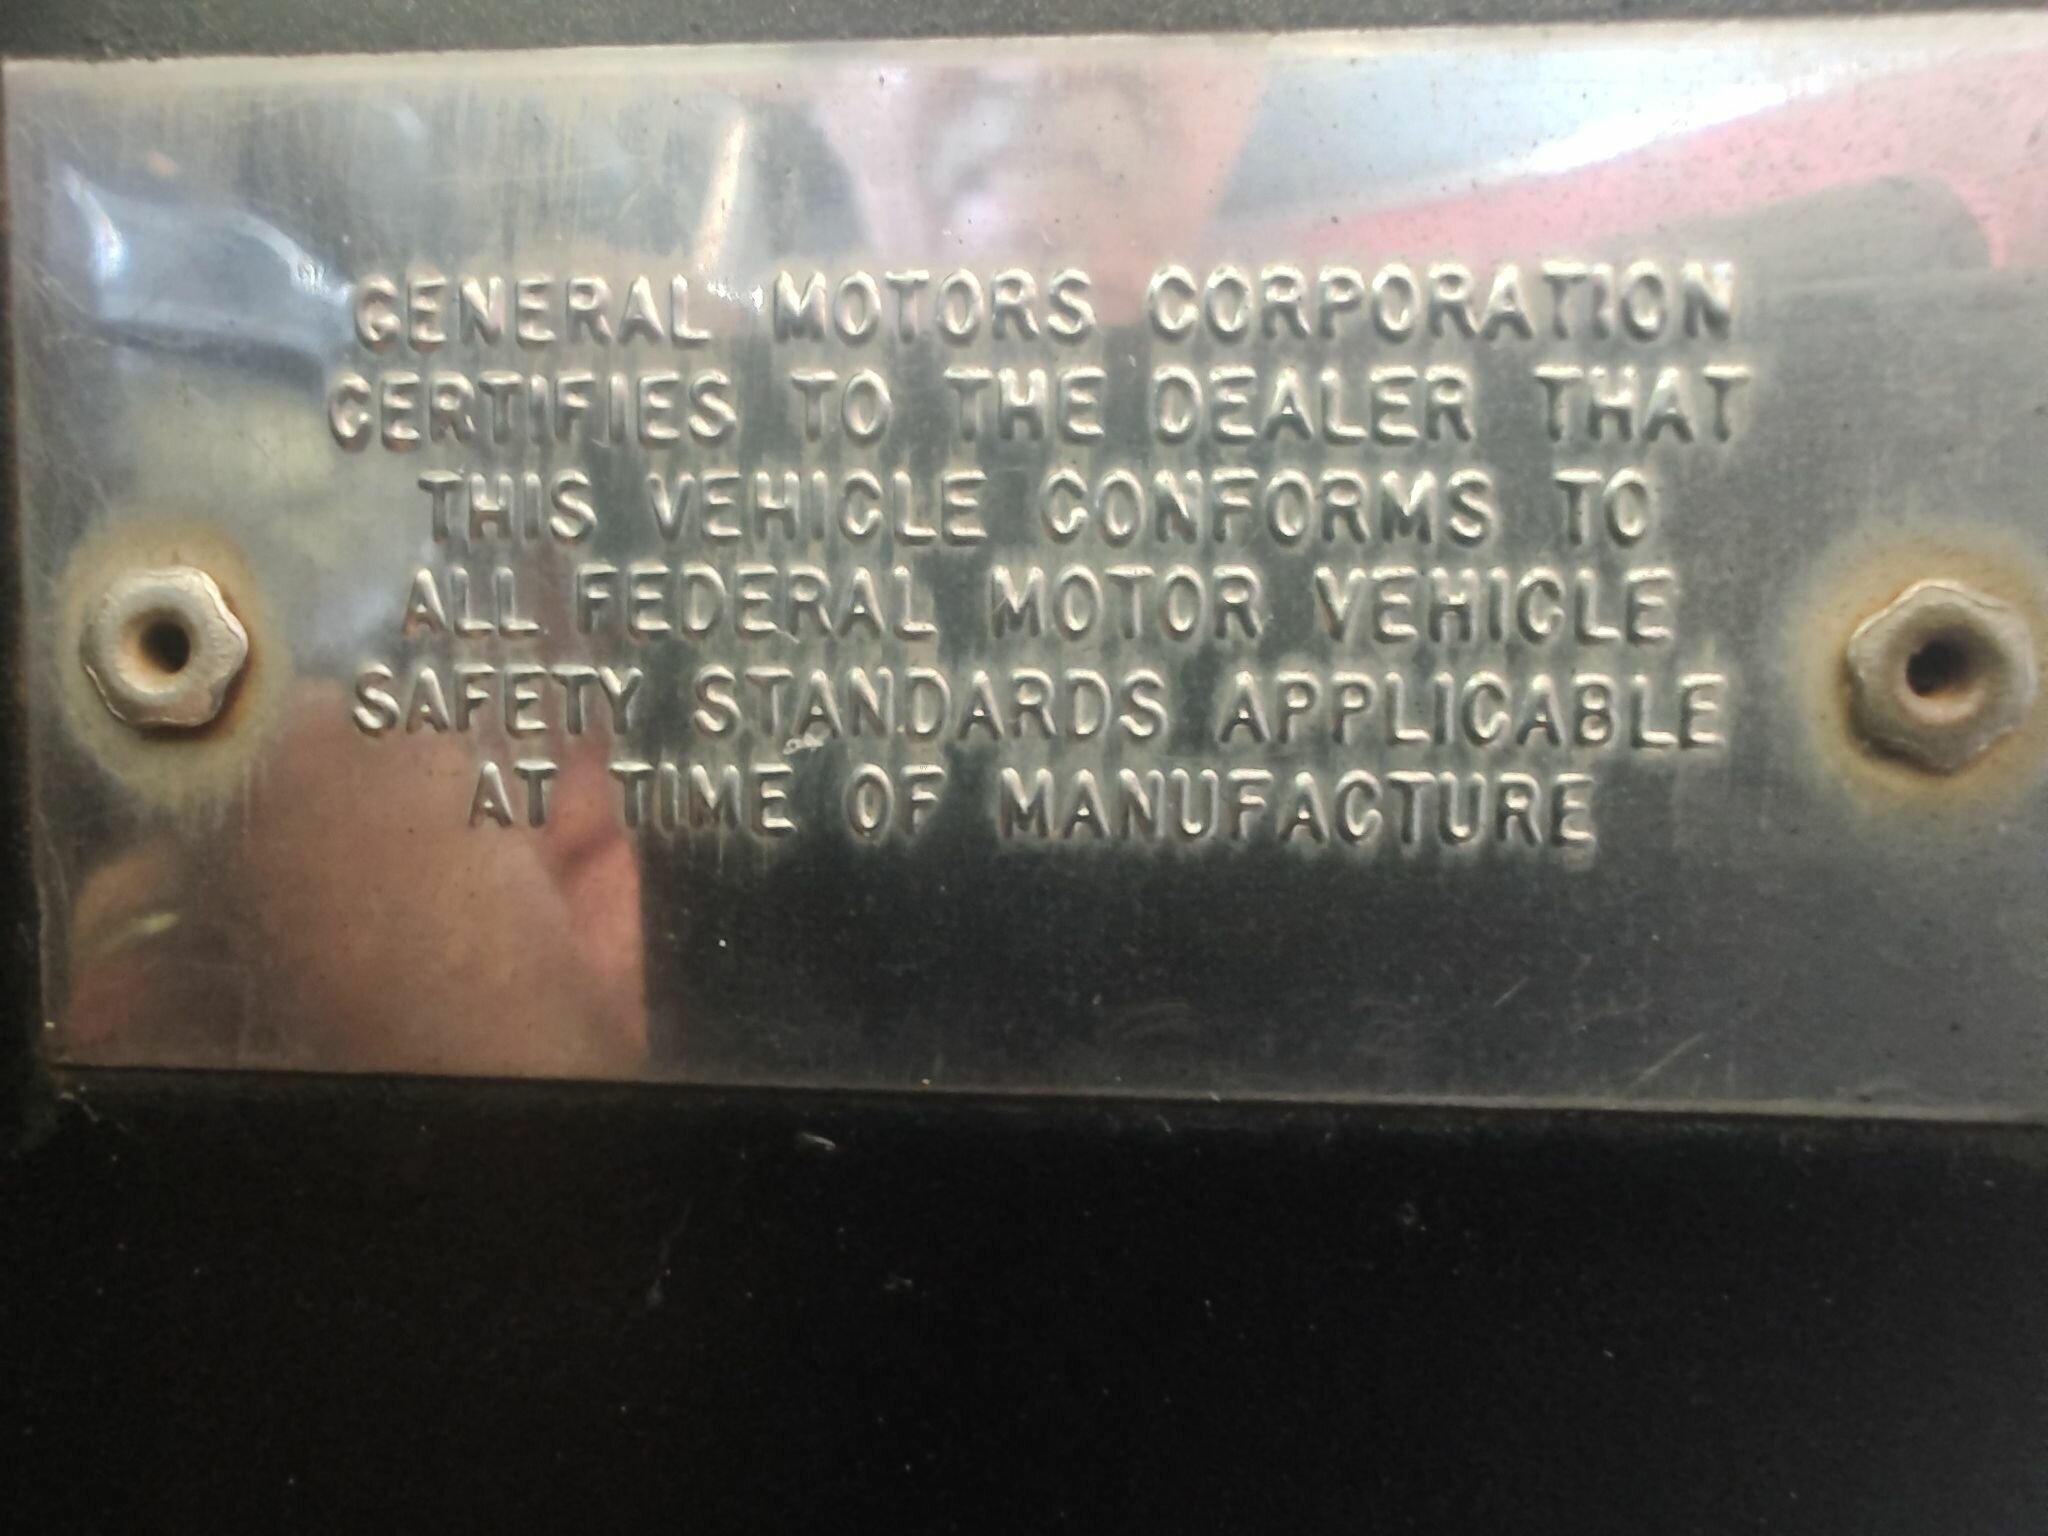 GENERAL MOTORS CORPORATION
CERTIFIES TO THE DEALER THAT
THIS VEHICLE CONFORMS TO
ALL FEDERAL MOTOR VEHICLE
SAFETY STANDARDS APPLICABLE
AT TIME OF MANUFACTURE